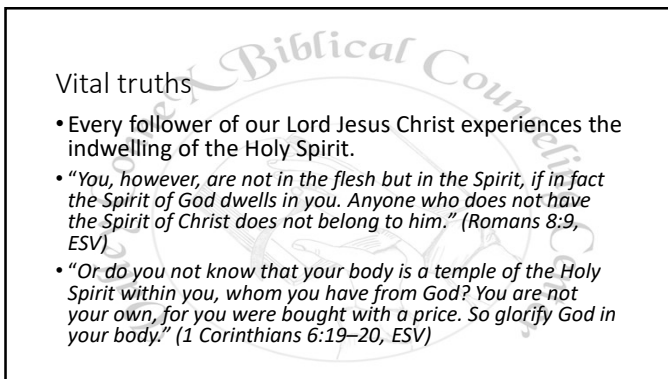 Biblical Couns
Vital truths
• Every follower of our Lord Jesus Christ experiences the
indwelling of the Holy Spirit.
• “You, however, are not in the flesh but in the Spirit, if in fact
the Spirit of God dwells in you. Anyone who does not have
the Spirit of Christ does not belong to him.” (Romans 8:9,
ESV)
• “Or do you not know that your body is a temple of the Holy
Spirit within you, whom you have from God? You are not
your own, for you were bought with a price. So glorify God in
your body.” (1 Corinthians 6:19–20, ESV)